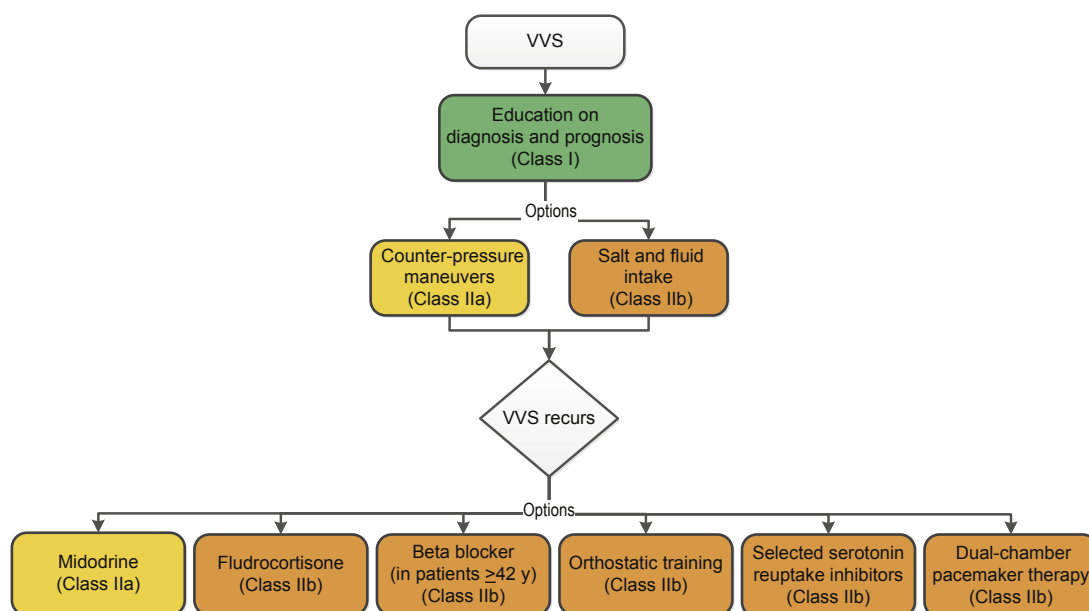 VVS
Education on
diagnosis and prognosis
(Class I)
Options
Counter-pressure
maneuvers
(Class IIa)
Salt and fluid
intake
(Class IIb)
VVS recurs
Options
Midodrine
(Class IIa)
Fludrocortisone
(Class IIb)
Beta blocker
(in patients ≥42 y)
(Class IIb)
Orthostatic training
(Class IIb)
Selected serotonin
reuptake inhibitors
(Class IIb)
Dual-chamber
pacemaker therapy
(Class IIb)